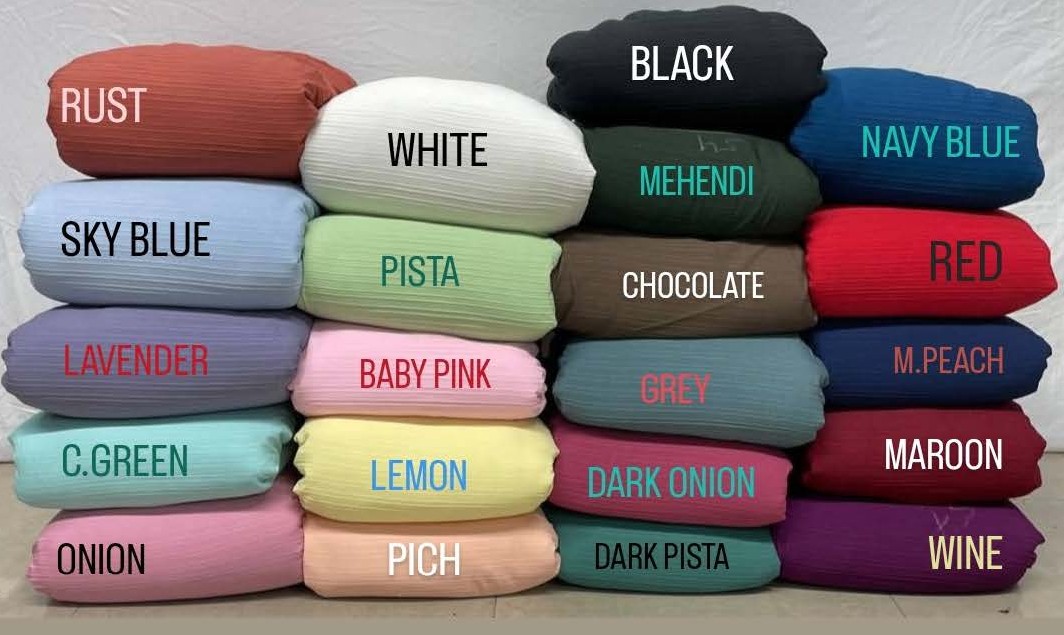 RUST
SKY BLUE
LAVENDER
C.GREEN
ONION
WHITE
PISTA
BABY PINK
LEMON
PICH
BLACK
MEHENDI
CHOCOLATE
GREY
DARK ONION
DARK PISTA
NAVY BLUE
RED
M.PEACH
MAROON
WINE